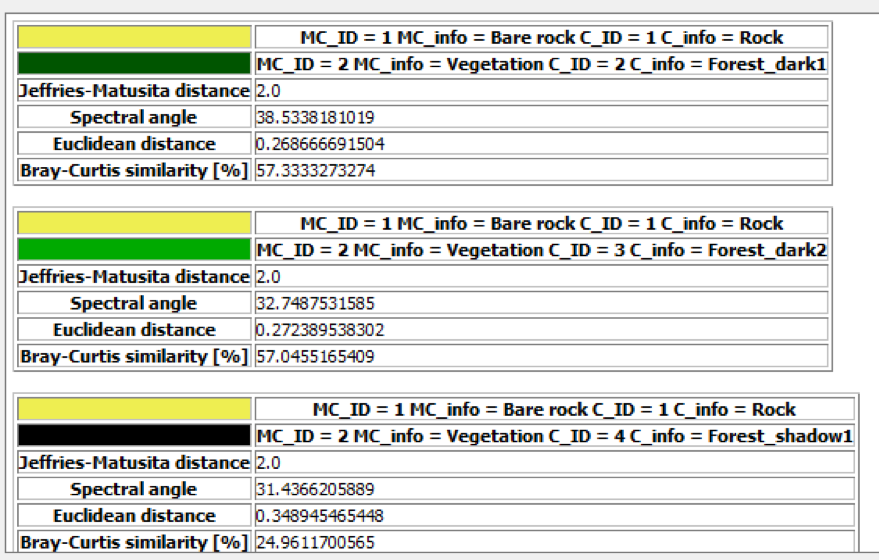 MC_ID = 1 MC_info = Bare rock C_ID = 1 C_info = Rock
MC_ID = 2 MC_info = Vegetation C_ID = 2 C_info = Forest_dark1
Jeffries-Matusita distance 2.0
Spectral angle 38.5338181019
Euclidean distance 0.268666691504
Bray-Curtis similarity [%] 57.3333273274
MC_ID = 1 MC_info = Bare rock C_ID = 1 C_info = Rock
MC_ID = 2 MC_info = Vegetation C_ID = 3 C_info = Forest_dark2
Jeffries-Matusita distance 2.0
Spectral angle 32.7487531585
Euclidean distance 0.272389538302
Bray-Curtis similarity [%] 57.0455165409
MC_ID = 1 MC_info = Bare rock C_ID = 1 C_info = Rock
MC_ID = 2 MC_info = Vegetation C_ID = 4 C_info = Forest_shadow1
Jeffries-Matusita distance 2.0
Spectral angle 31.4366205889
Euclidean distance 0.348945465448
Bray-Curtis similarity [%] 24.9611700565